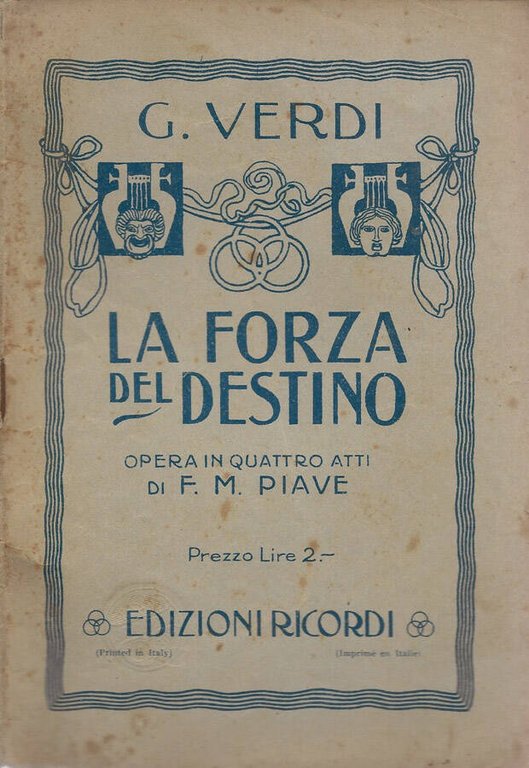 G. VERDI
LA FORZA
DEL DESTINO
OPERA IN QUATTRO ATTI
DI F. M. PIAVE
Prezzo Lire 2.-
EDIZIONI RICORDI
(Printed in Italy) (Imprimé en Italie)